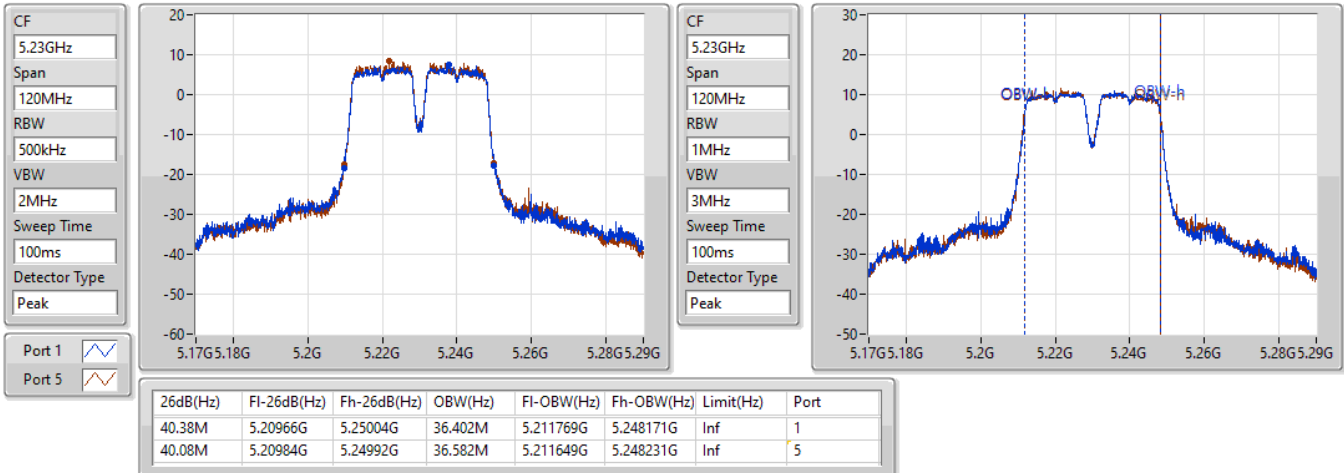 CF
5.23GHz
Span
120MHz
RBW
500kHz
VBW
2MHz
Sweep Time
100ms
Detector Type
Peak
Port 1
Port 5
20
10
0
-10
-20
-30
-40
-50
-60
5.17G 5.18G 5.2G 5.22G 5.24G 5.26G 5.28G 5.29G
CF
5.23GHz
Span
120MHz
RBW
1MHz
VBW
3MHz
Sweep Time
100ms
Detector Type
Peak
30
20
10
0
-10
-20
-30
-40
-50
OBW-l OBW-h
5.17G 5.18G 5.2G 5.22G 5.24G 5.26G 5.28G 5.29G
26dB(Hz) Fl-26dB(Hz) Fh-26dB(Hz) OBW(Hz) Fl-OBW(Hz) Fh-OBW(Hz) Limit(Hz) Port
40.38M 5.20966G 5.25004G 36.402M 5.211769G 5.248171G Inf 1
40.08M 5.20984G 5.24992G 36.582M 5.211649G 5.248231G Inf 5